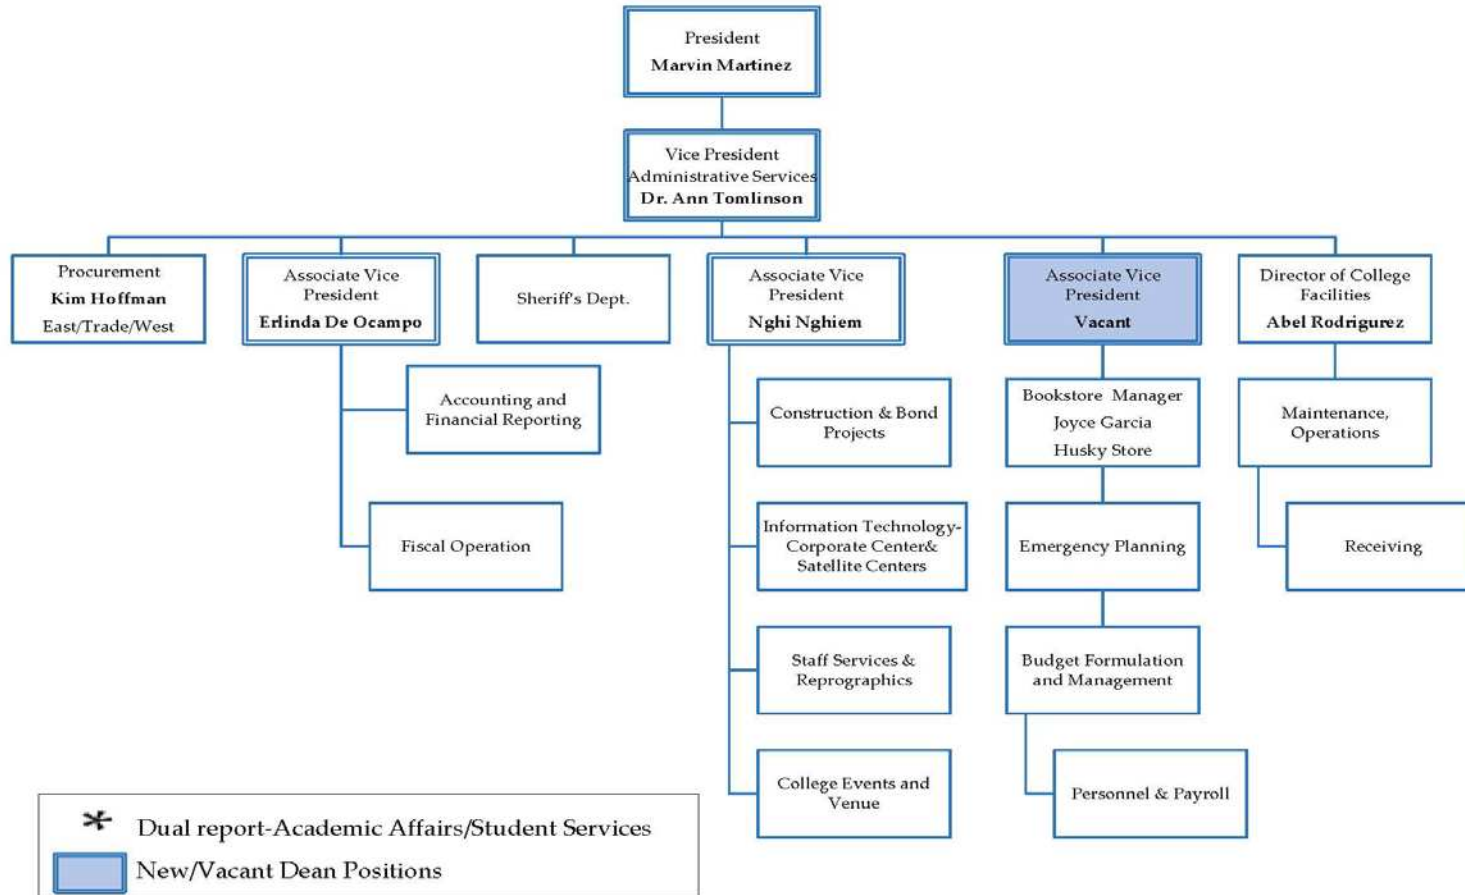 President
Marvin Martinez
Vice President
Administrative Services
Dr. Ann Tomlinson
Procurement
Kim Hoffman
East/Trade/West
Associate Vice
President
Erlinda De Ocampo
Sheriff's Dept.
Associate Vice
President
Nghi Nghiem
Associate Vice
President
Vacant
Director of College
Facilities
Abel Rodrigurez
Accounting and
Financial Reporting
Fiscal Operation
Construction & Bond
Projects
Information Technology-
Corporate Center&
Satellite Centers
Staff Services &
Reprographics
College Events and
Venue
Bookstore Manager
Joyce Garcia
Husky Store
Emergency Planning
Budget Formulation
and Management
Personnel & Payroll
Maintenance,
Operations
Receiving
* Dual report-Academic Affairs/Student Services
New/Vacant Dean Positions